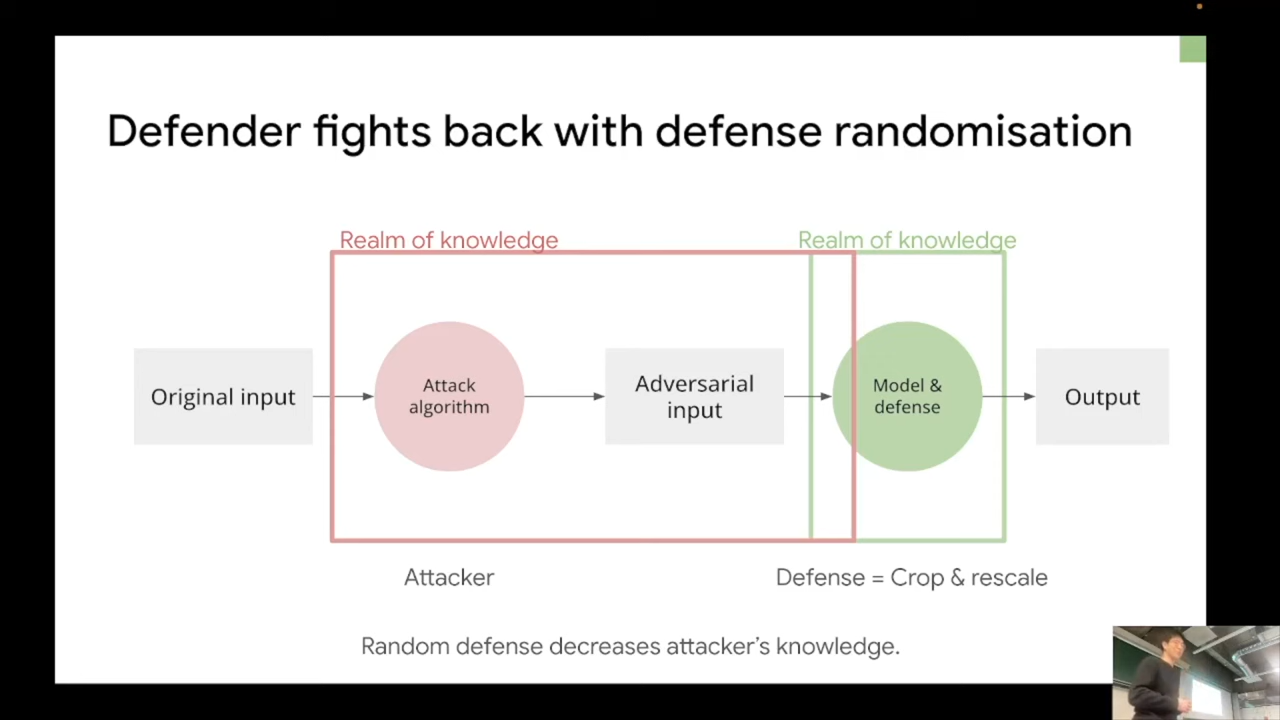 Defender fights back with defense randomisation
Realm of knowledge
Realm of knowledge
Original input
Attack
algorithm
Adversarial
input
Model &
defense
Output
Attacker
Defense = Crop & rescale
Random defense decreases attacker's knowledge.